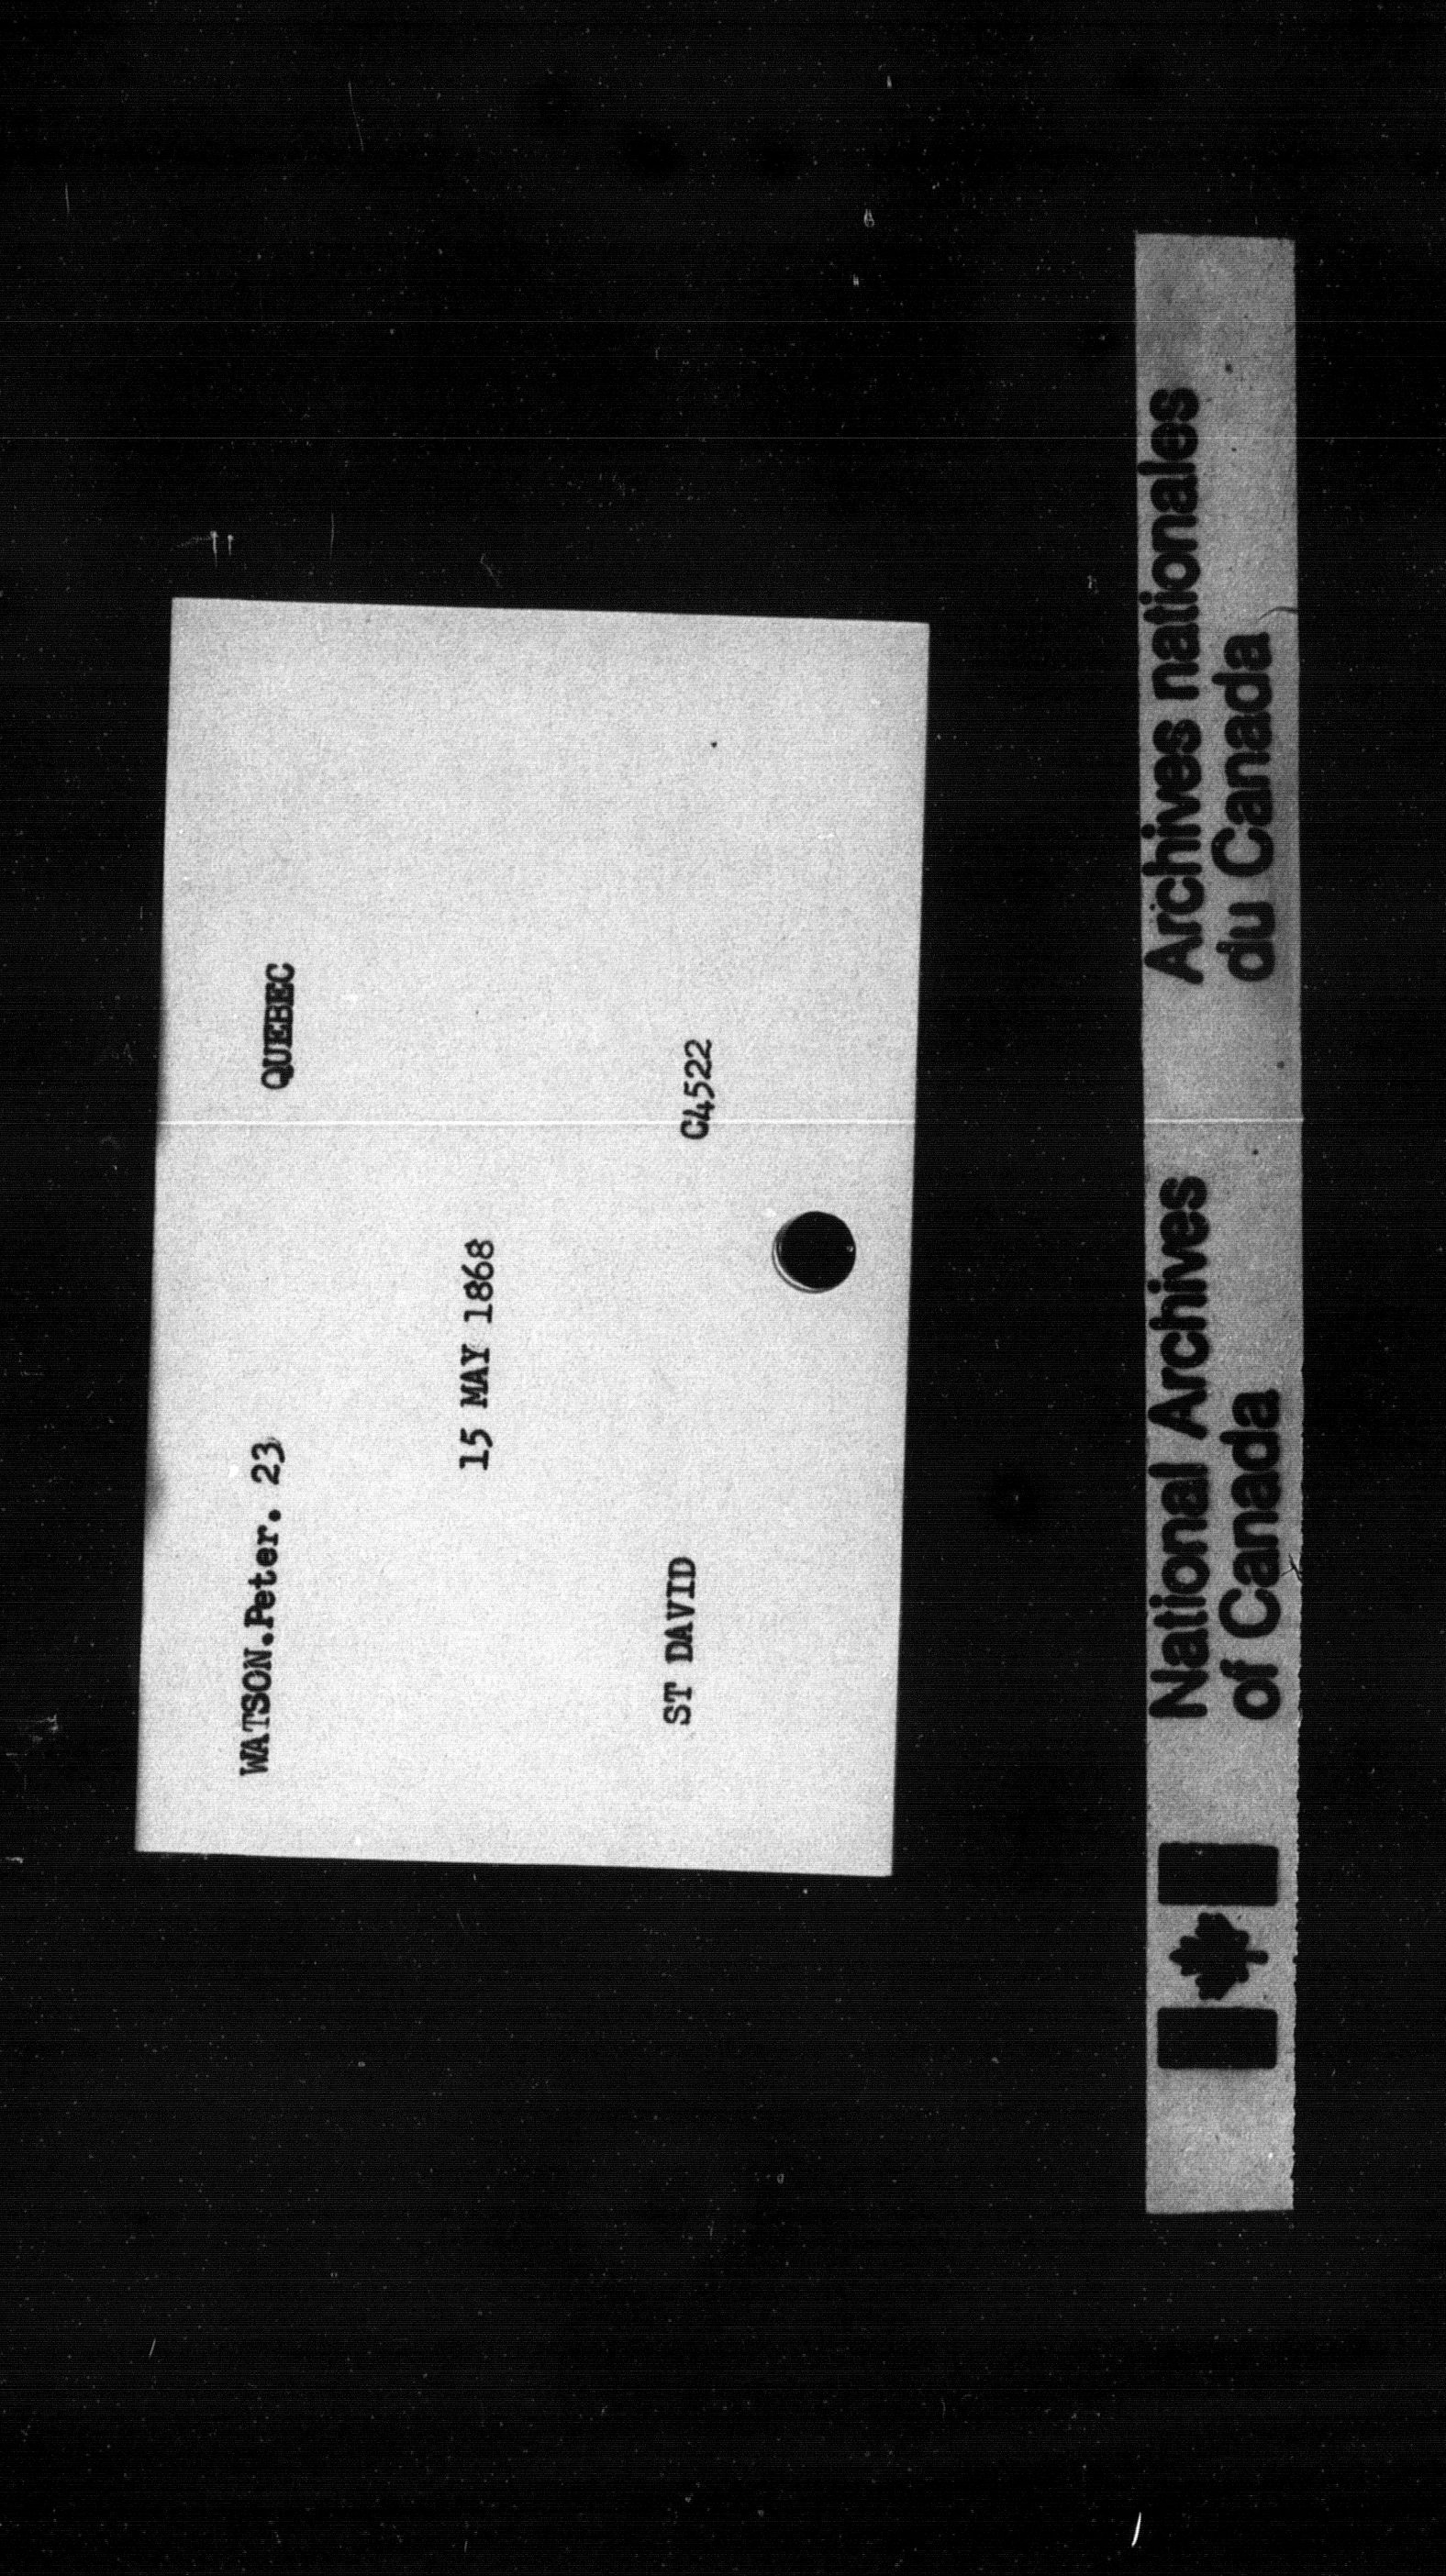 WATSON.Peter. 23 QUEBEC
15 MAY 1868
ST DAVID C4522
National Archives
of Canada
Archives nationales
du Canada